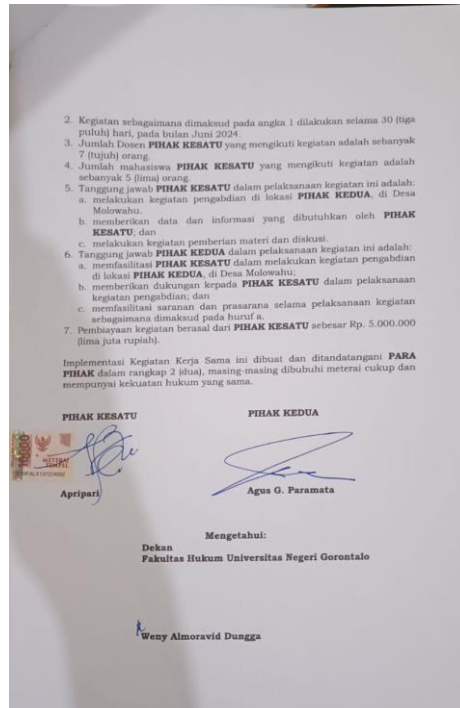 2. Kegiatan sebagaimana dimaksud pada angka 1 dilakukan selama 30 (tiga
puluh) hari, pada bulan Juni 2024.
3. Jumlah Dosen PIHAK KESATU yang mengikuti kegiatan adalah sebanyak
7 (tujuh) orang.
4. Jumlah mahasiswa PIHAK KESATU yang mengikuti kegiatan adalah
sebanyak 5 (lima) orang.
5. Tanggung jawab PIHAK KESATU dalam pelaksanaan kegiatan ini adalah:
a. melakukan kegiatan pengabdian di lokasi PIHAK KEDUA, di Desa
Molowahu.
b. memberikan data dan informasi yang dibutuhkan oleh PIHAK
KESATU; dan
c. melakukan kegiatan pemberian materi dan diskusi.
6. Tanggung jawab PIHAK KEDUA dalam pelaksanaan kegiatan ini adalah:
a. memfasilitasi PIHAK KESATU dalam melakukan kegiatan pengabdian
di lokasi PIHAK KEDUA, di Desa Molowahu;
b. memberikan dukungan kepada PIHAK KESATU dalam pelaksanaan
kegiatan pengabdian; dan
c. memfasilitasi saranan dan prasarana selama pelaksanaan kegiatan
sebagaimana dimaksud pada huruf a.
7. Pembiayaan kegiatan berasal dari PIHAK KESATU sebesar Rp. 5.000.000
(lima juta rupiah).
Implementasi Kegiatan Kerja Sama ini dibuat dan ditandatangani PARA
PIHAK dalam rangkap 2 (dua), masing-masing dibubuhi meterai cukup dan
mempunyai kekuatan hukum yang sama.
PIHAK KESATU PIHAK KEDUA
10000
METERAI
TEMPEL
Apripari Agus G. Paramata
Mengetahui:
Dekan
Fakultas Hukum Universitas Negeri Gorontalo
Weny Almoravid Dungga